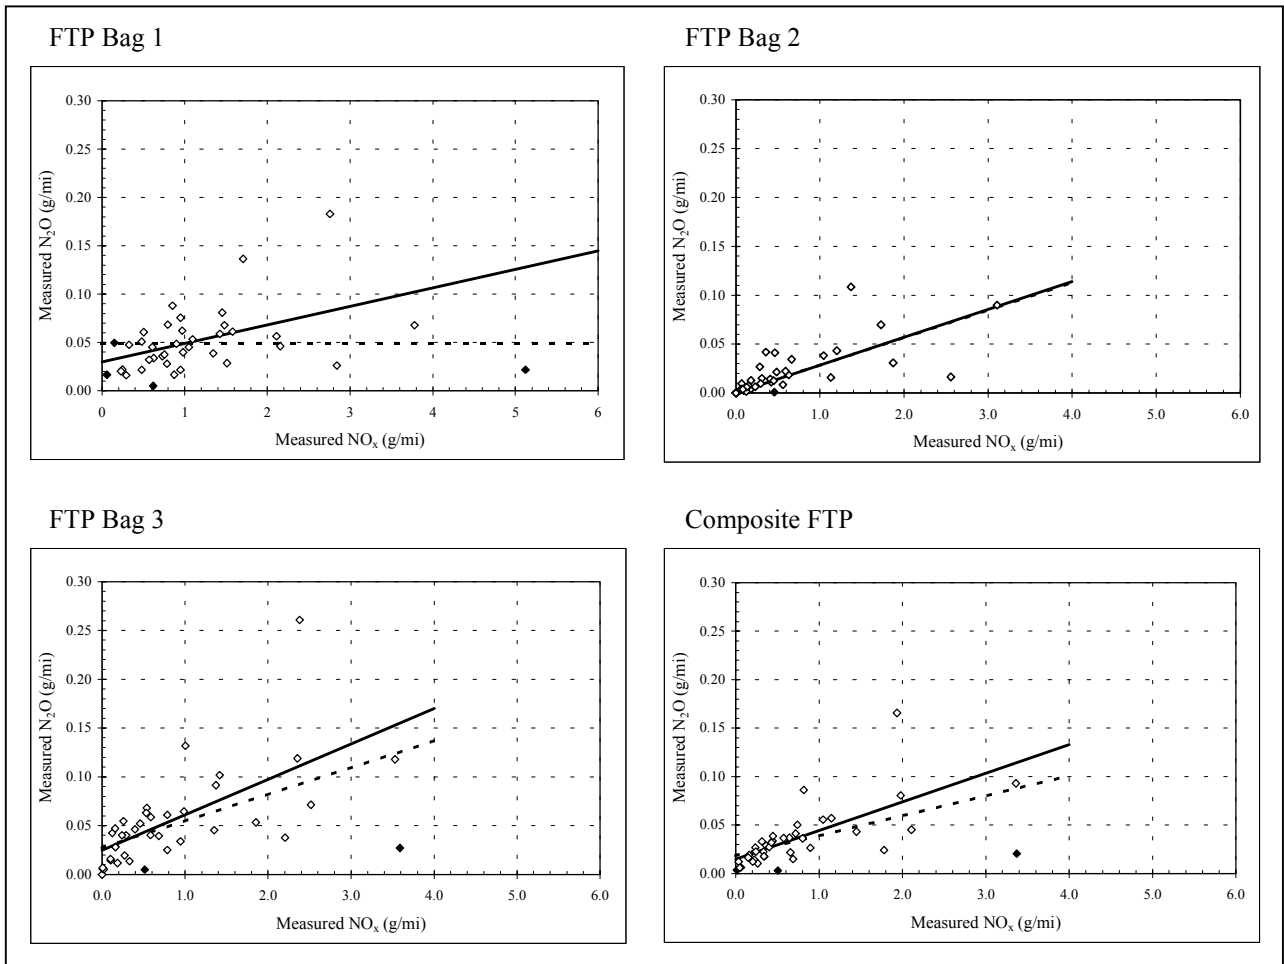 FTP Bag 1
0.30
0.25
0.20
0.15
0.10
0.05
0.00
0 1 2 3 4 5 6
Measured NOx (g/mi)
Measured N2O (g/mi)
FTP Bag 2
0.30
0.25
0.20
0.15
0.10
0.05
0.00
0.0 1.0 2.0 3.0 4.0 5.0 6.0
Measured NOx (g/mi)
Measured N2O (g/mi)
FTP Bag 3
0.30
0.25
0.20
0.15
0.10
0.05
0.00
0.0 1.0 2.0 3.0 4.0 5.0 6.0
Measured NOx (g/mi)
Measured N2O (g/mi)
Composite FTP
0.30
0.25
0.20
0.15
0.10
0.05
0.00
0.0 1.0 2.0 3.0 4.0 5.0 6.0
Measured NOx (g/mi)
Measured N2O (g/mi)